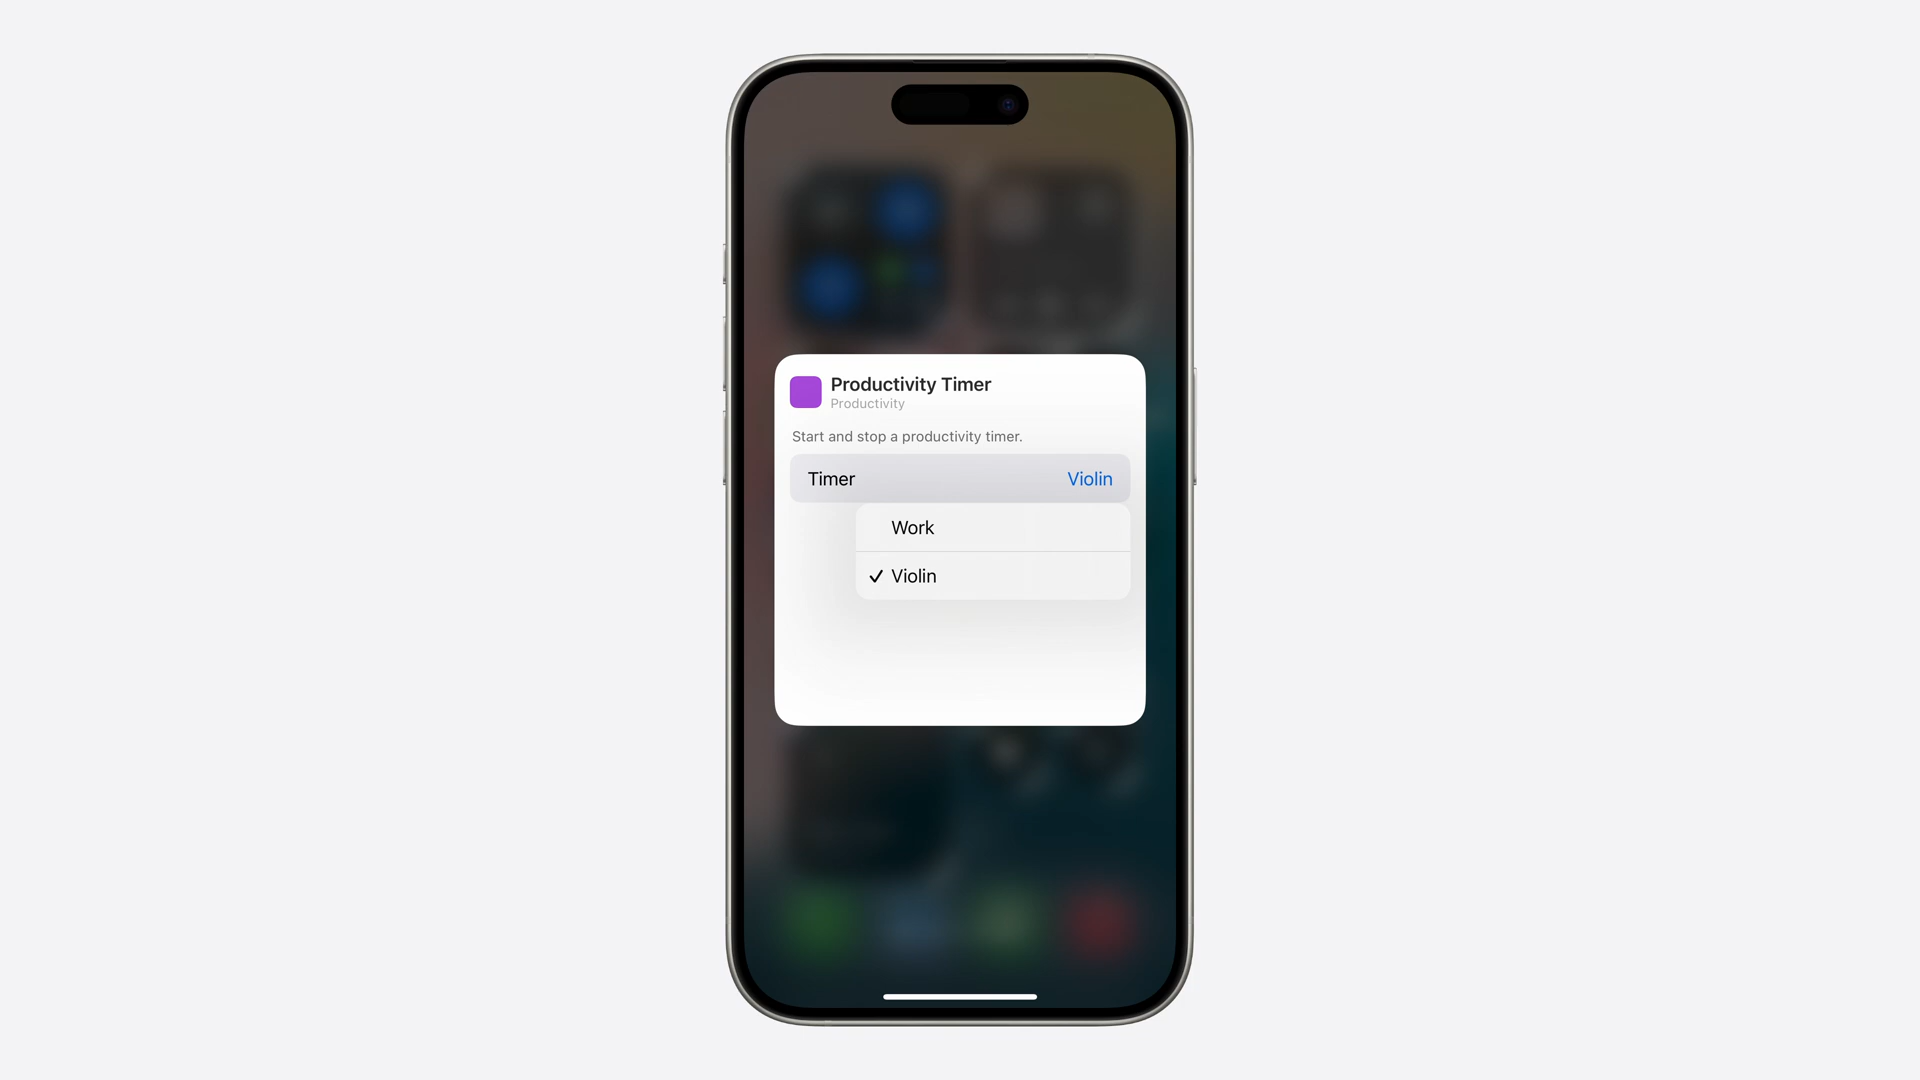 Productivity Timer
Productivity
Start and stop a productivity timer.
Timer Violin
Work
✓ Violin